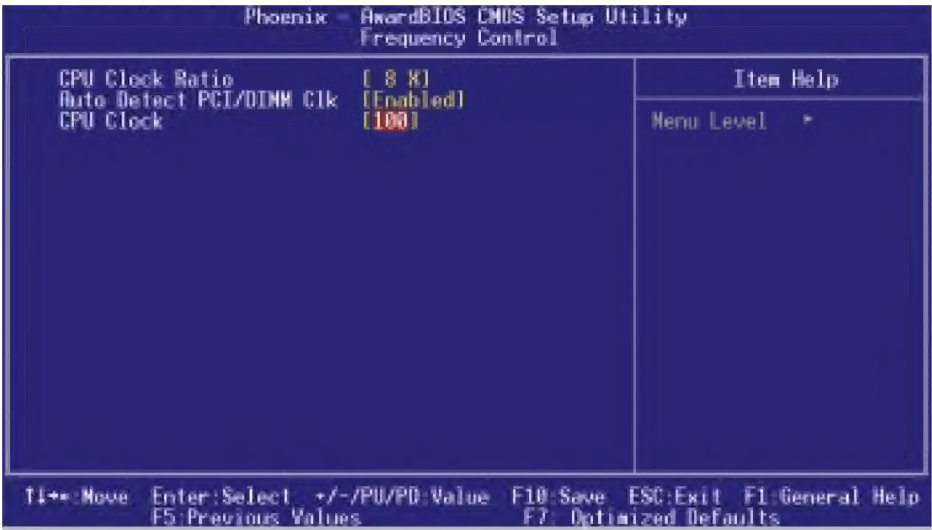 Phoenix - AwardBIOS CMOS Setup Utility
Frequency Control
CPU Clock Ratio [ 8 X]
Auto Detect PCI/DIMM Clk [Enabled]
CPU Clock [100]
Item Help
Menu Level ►
↑↓→←:Move Enter:Select +/-/PU/PD:Value F10:Save ESC:Exit F1:General Help
F5:Previous Values F7: Optimized Defaults